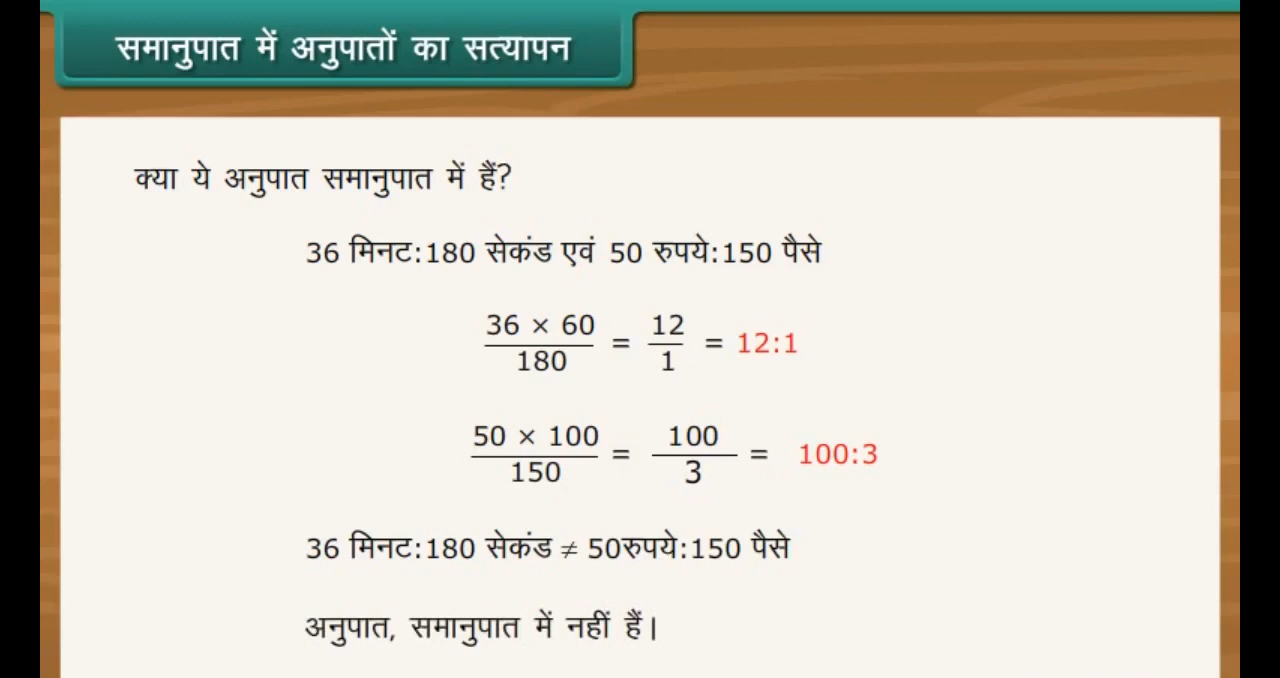 समानुपात में अनुपातों का सत्यापन
क्या ये अनुपात समानुपात में हैं?
36 मिनट:180 सेकंड एवं 50 रुपये:150 पैसे
36 × 60 / 180 = 12 / 1 = 12:1
50 × 100 / 150 = 100 / 3 = 100:3
36 मिनट:180 सेकंड ≠ 50रुपये:150 पैसे
अनुपात, समानुपात में नहीं हैं।